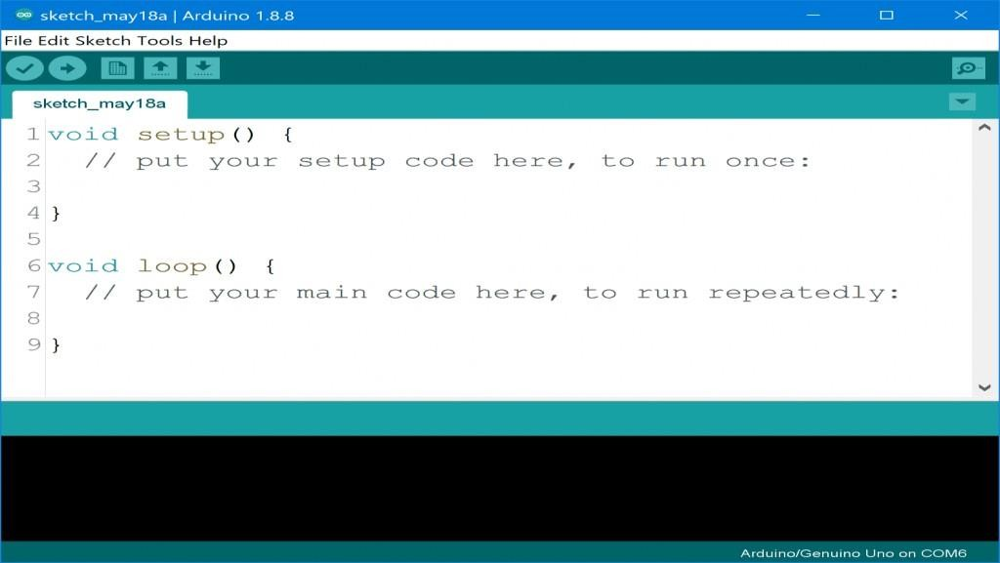 sketch_may18a | Arduino 1.8.8
File Edit Sketch Tools Help
sketch_may18a
1 void setup() {
2   // put your setup code here, to run once:
3
4 }
5
6 void loop() {
7   // put your main code here, to run repeatedly:
8
9 }
Arduino/Genuino Uno on COM6